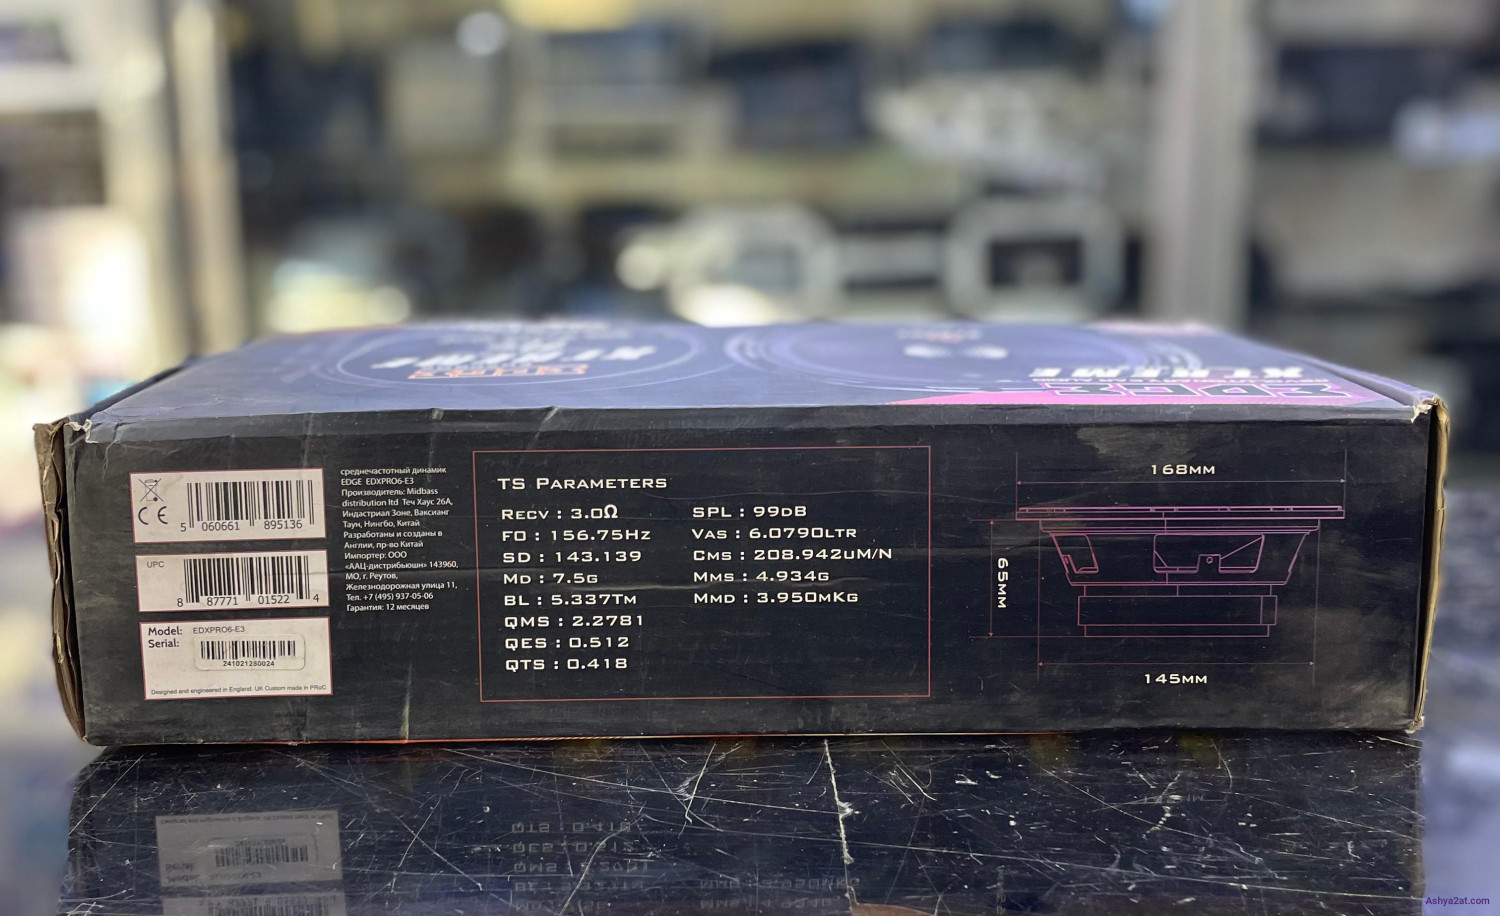 XTREME
EDGE
XTREME
5 060661 895136
UPC
8 87771 01522 4
Model: EDXPRO6-E3
Serial:
241021280024
Designed and engineered in England. UK Custom made in PRoC
среднечастотный динамик
EDGE EDXPRO6-E3
Производитель: Midbass
distribution ltd Теч Хаус 26А,
Индастриал Зоне, Ваксианг
Таун, Нингбо, Китай
Разработаны и созданы в
Англии, пр-во Китай
Импортер: ООО
«ААЦ-дистрибьюшн» 143960,
МО, г. Реутов,
Железнодорожная улица 11,
Тел. +7 (495) 937-05-06
Гарантия: 12 месяцев
TS Parameters
Recv : 3.0Ω
FO : 156.75Hz
SD : 143.139
MD : 7.5G
BL : 5.337TM
QMS : 2.2781
QES : 0.512
QTS : 0.418
SPL : 99DB
VAS : 6.0790LTR
CMS : 208.942UM/N
MMS : 4.934G
MMD : 3.950MKG
168MM
65MM
145MM
Ashya2at.com